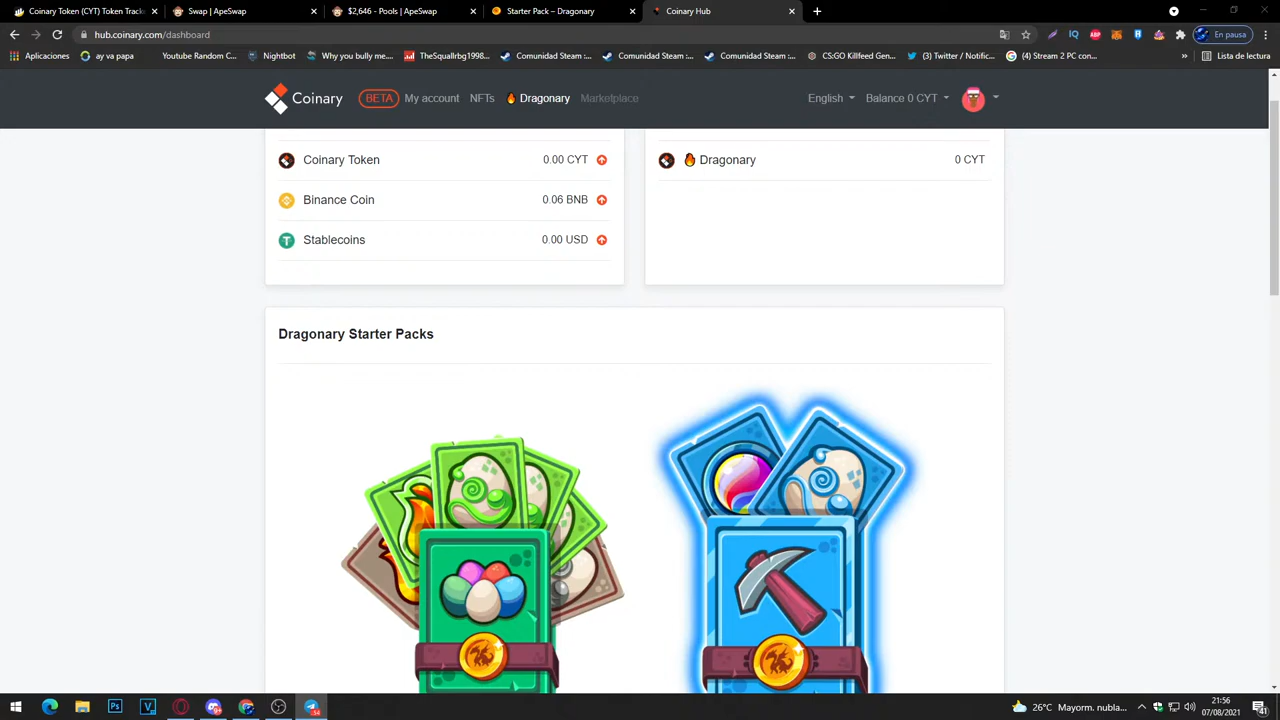 Coinary Token (CYT) Token Track
Swap | ApeSwap
$2,646 - Pools | ApeSwap
Starter Pack – Dragonary
Coinary Hub
hub.coinary.com/dashboard
En pausa
Aplicaciones
ay va papa
Youtube Random C...
Nightbot
Why you bully me...
TheSquallrbg1998...
Comunidad Steam :...
Comunidad Steam :...
Comunidad Steam :...
CS:GO Killfeed Gen...
(3) Twitter / Notific...
(4) Stream 2 PC con...
»
Lista de lectura
Coinary
BETA
My account
NFTs
Dragonary
Marketplace
English
Balance 0 CYT
Coinary Token
0.00 CYT
Dragonary
0 CYT
Binance Coin
0.06 BNB
Stablecoins
0.00 USD
Dragonary Starter Packs
26°C Mayorm. nubla...
21:56
07/08/2021